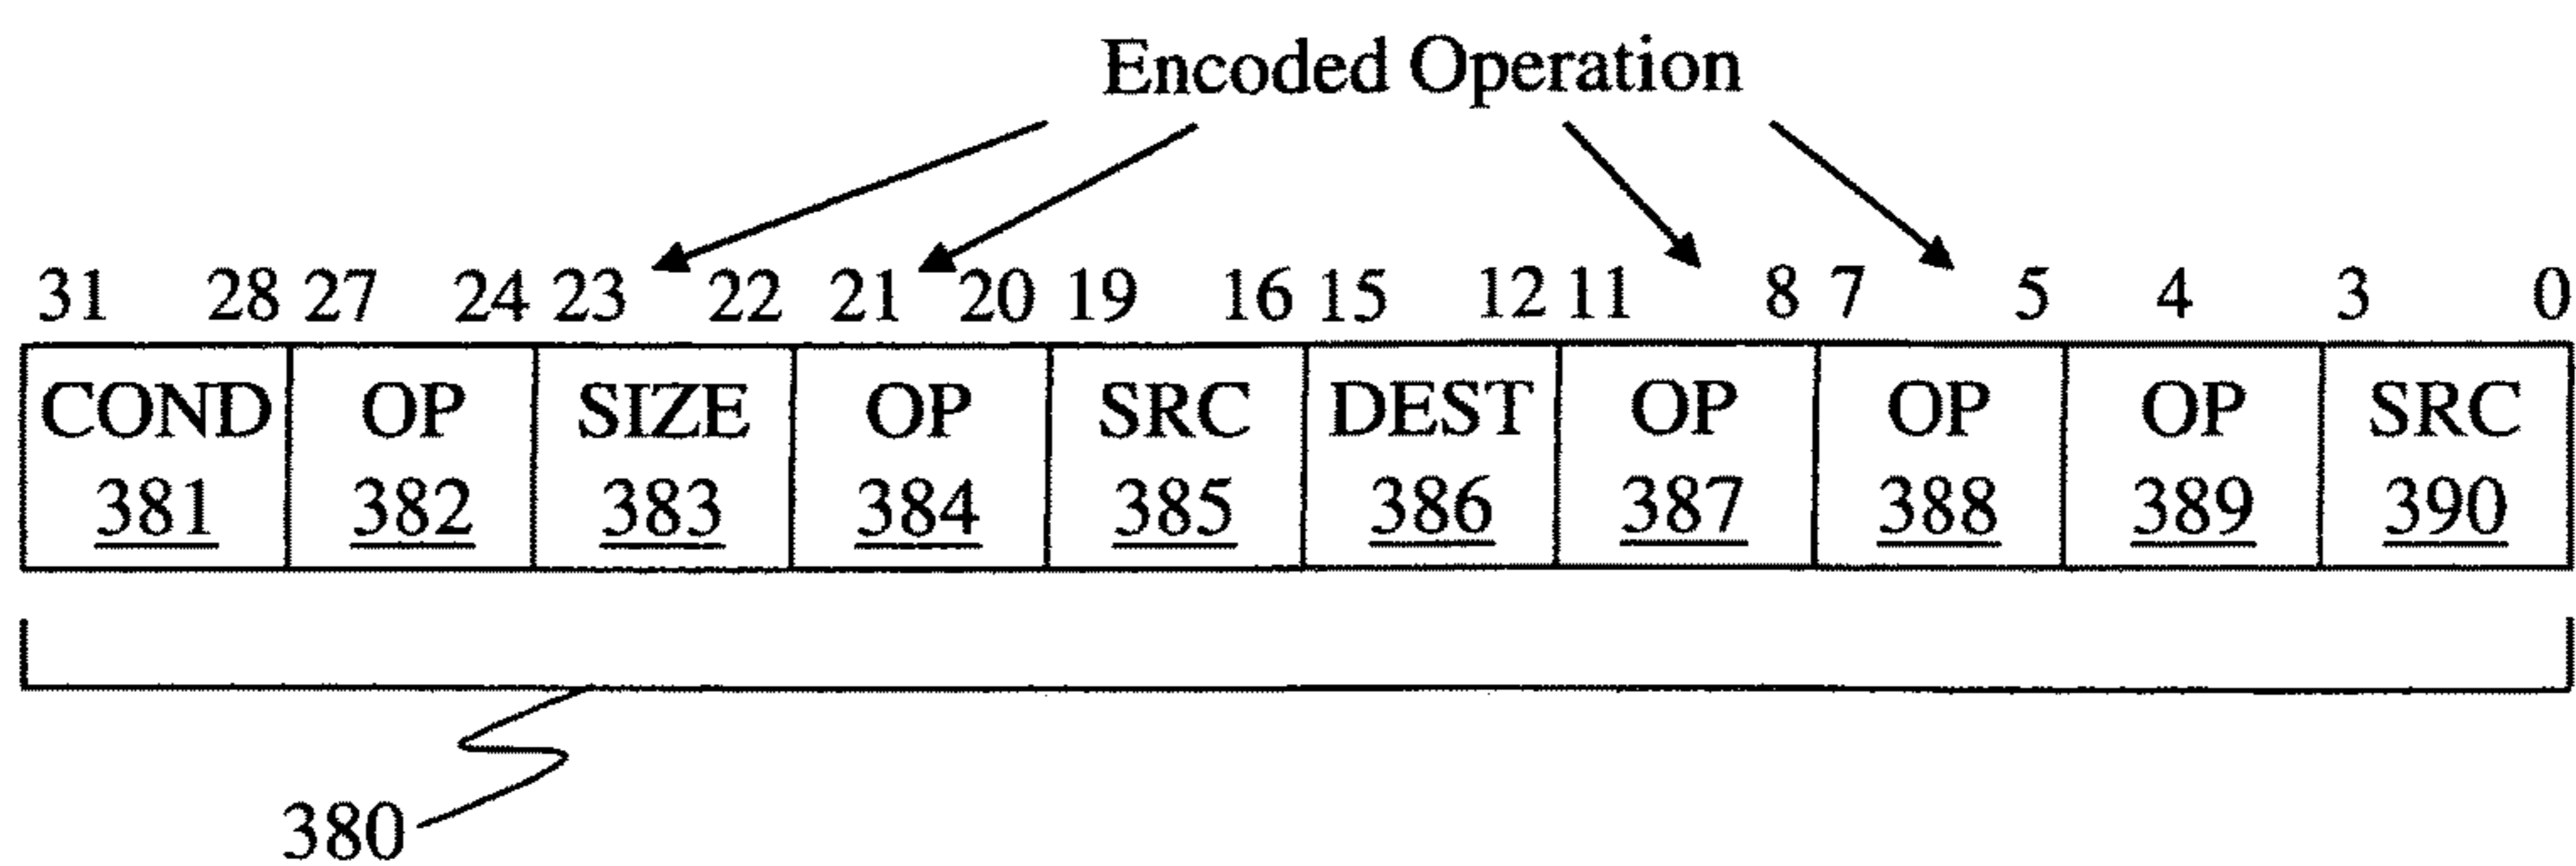 Encoded Operation
31 28 27 24 23 22 21 20 19 16 15 12 11 8 7 5 4 3 0
COND OP SIZE OP SRC DEST OP OP OP SRC
381 382 383 384 385 386 387 388 389 390
380